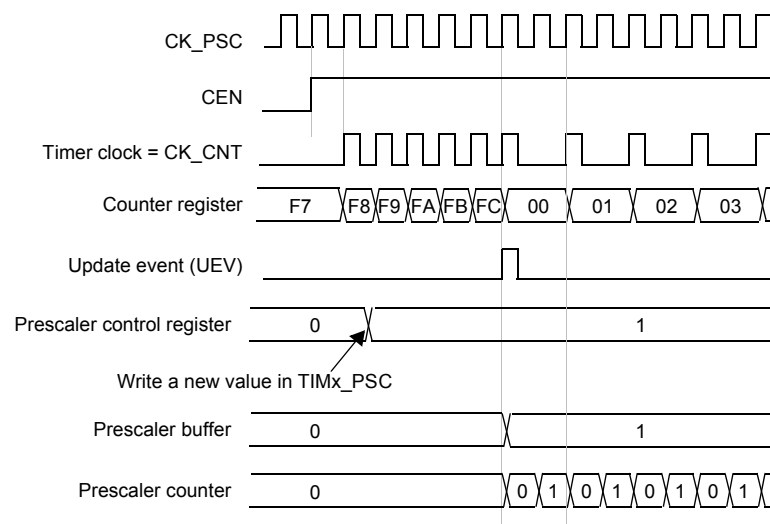 CK_PSC
CEN
Timer clock = CK_CNT
Counter register F7 F8 F9 FA FB FC 00 01 02 03
Update event (UEV)
Prescaler control register 0 1
Write a new value in TIMx_PSC
Prescaler buffer 0 1
Prescaler counter 0 0 1 0 1 0 1 0 1